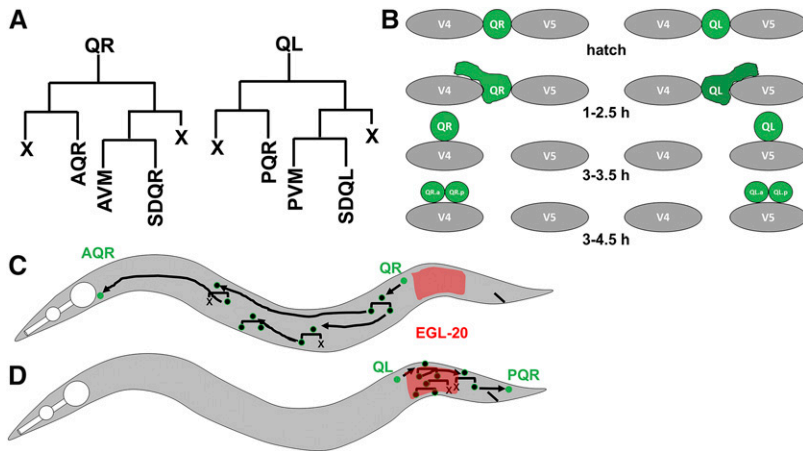 A
QR
X
AQR
AVM
SDQR
X
QL
X
PQR
PVM
SDQL
X
B
V4 QR V5 V4 QL V5
hatch
V4 QR V5 V4 QL V5
1-2.5 h
QR QL
V4 V5 V4 V5
3-3.5 h
QR.a QR.p QL.a QL.p
V4 V5 V4 V5
3-4.5 h
C
AQR
QR
X
X
EGL-20
D
QL
PQR
X
X